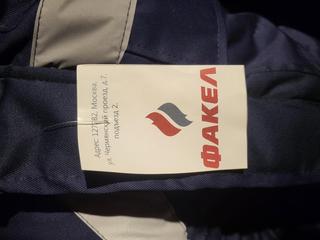 Адрес: 127282, Москва,
ул. Чермянский проезд, д.7,
подъезд 2.
ФАКЕЛ